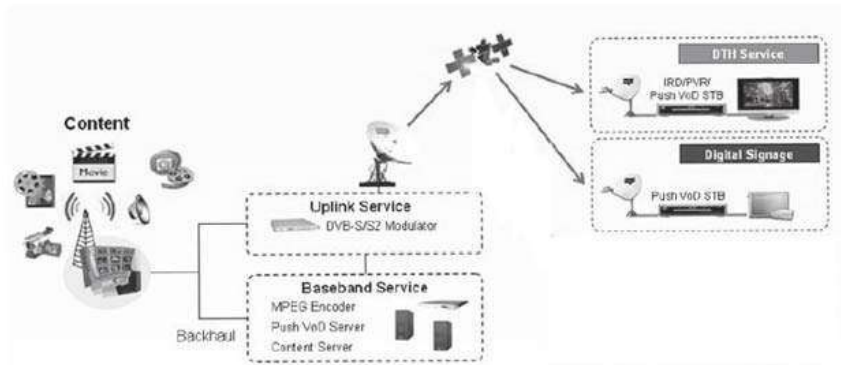 Content
Movie
Backhaul
Uplink Service
DVB-S/S2 Modulator
Baseband Service
MPEG Encoder
Push VoD Server
Content Server
DTH Service
IRD/PVR/
Push VoD STB
Digital Signage
Push VoD STB